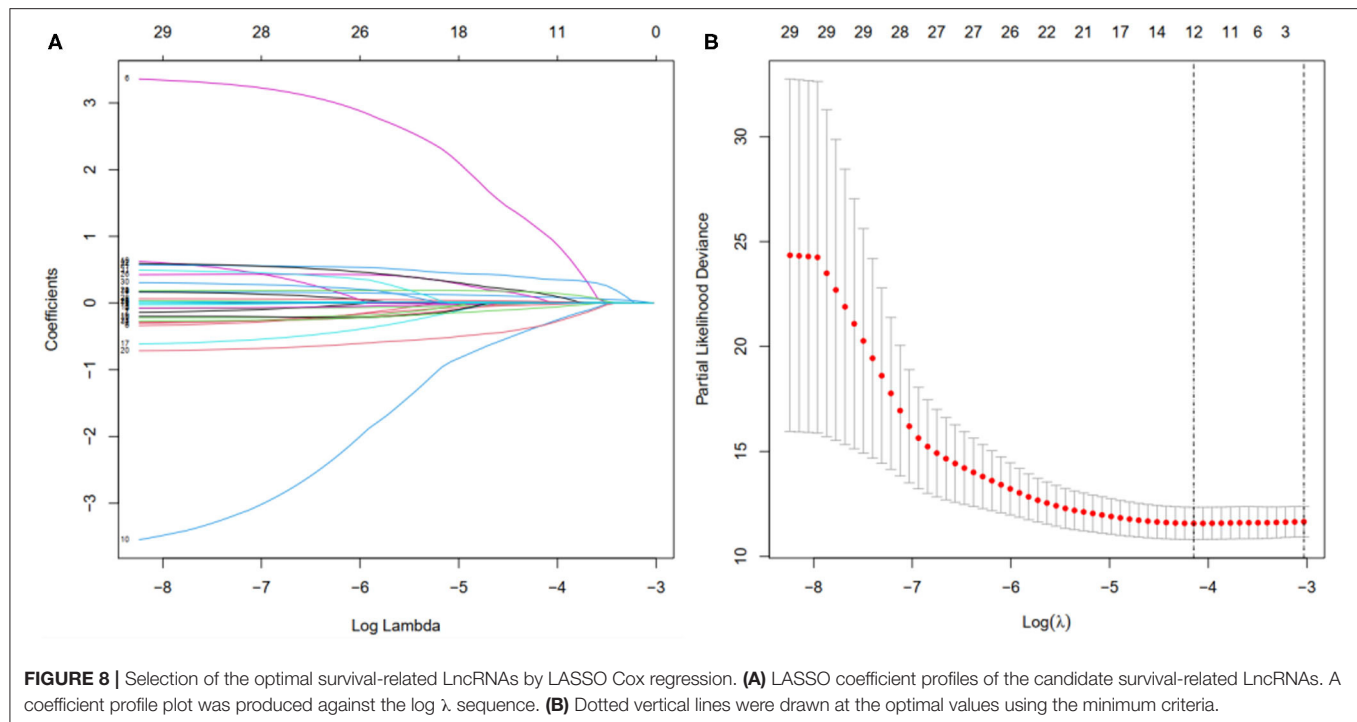 A
29 28 26 18 11 0
3
2
1
0
−1
−2
−3
Coefficients
6
30
17
20
10
−8 −7 −6 −5 −4 −3
Log Lambda
B
29 29 29 28 27 27 26 22 21 17 14 12 11 6 3
30
25
20
15
10
Partial Likelihood Deviance
−8 −7 −6 −5 −4 −3
Log(λ)
FIGURE 8 | Selection of the optimal survival-related LncRNAs by LASSO Cox regression. (A) LASSO coefficient profiles of the candidate survival-related LncRNAs. A
coefficient profile plot was produced against the log λ sequence. (B) Dotted vertical lines were drawn at the optimal values using the minimum criteria.